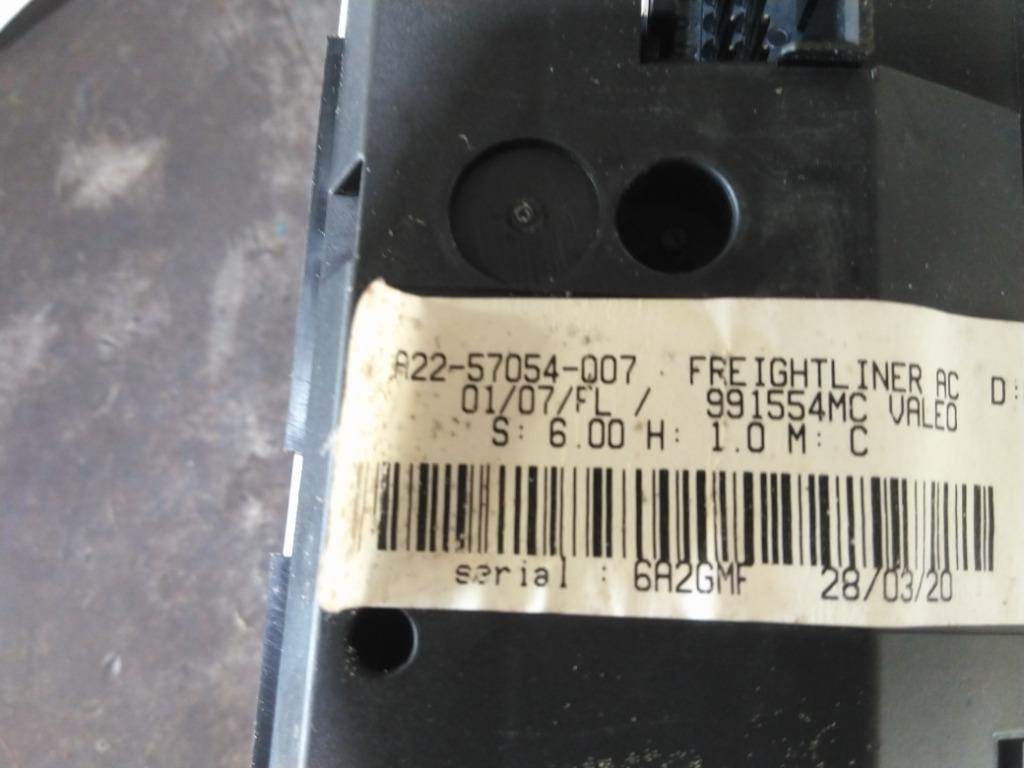 A22-57054-007 FREIGHTLINER AC D:
01/07/FL / 991554MC VALEO
S: 6.00 H: 1.0 M: C
serial : 6A2GMF 28/03/20